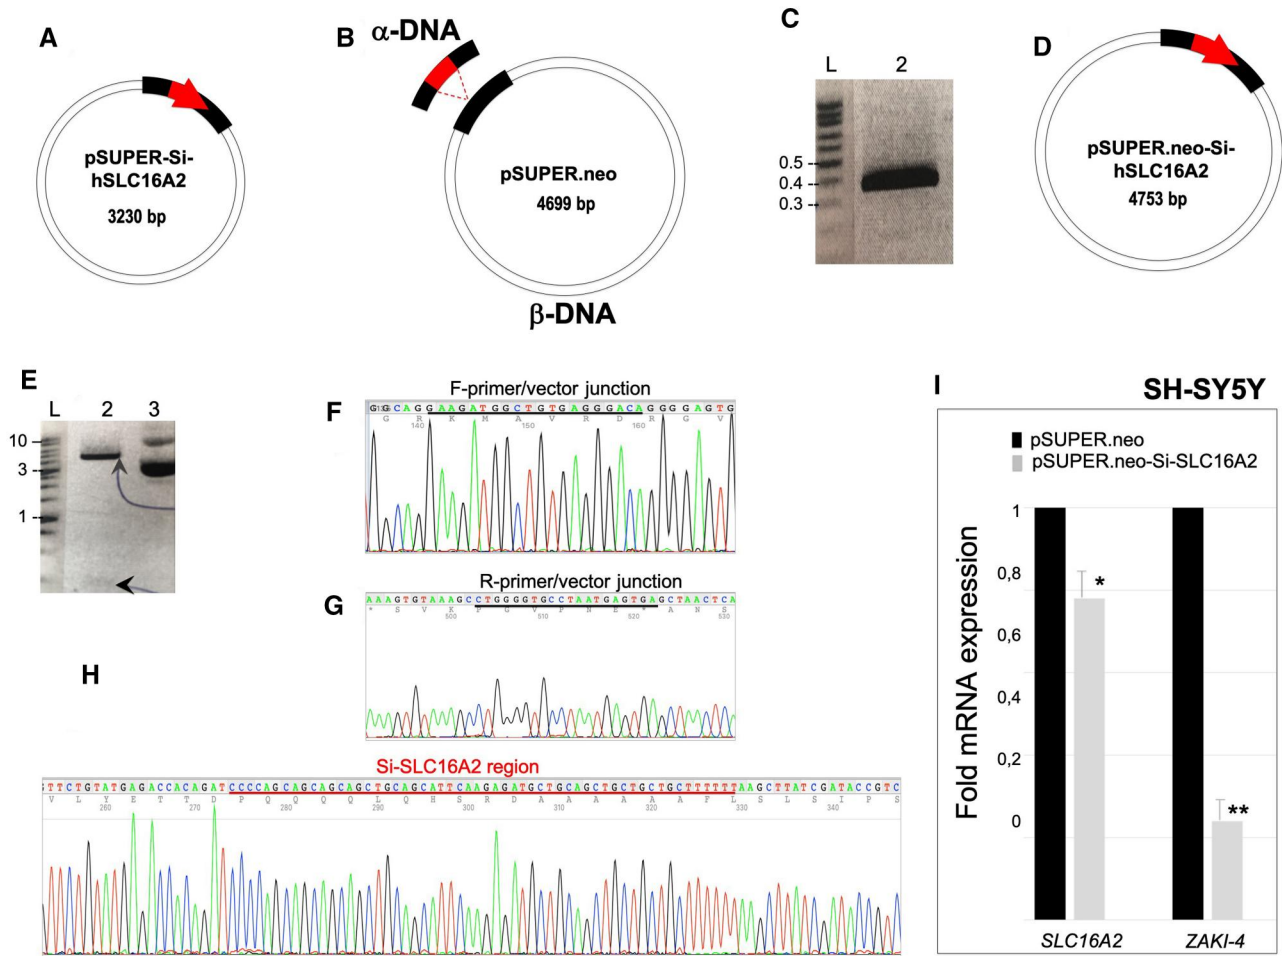 A
pSUPER-Si-
hSLC16A2
3230 bp
B
α-DNA
pSUPER.neo
4699 bp
β-DNA
C
L 2
0.5
0.4
0.3
D
pSUPER.neo-Si-
hSLC16A2
4753 bp
E
L 2 3
10
3
1
F
F-primer/vector junction
GCAGGAAGATGGCTGTGAGGGACAGGGGAGTG
G R K M A V R D R G V
140 150 160
G
R-primer/vector junction
AAAGTGTAAAGCCTGGGGTGCCTAATGAGTGAGCTAACTCA
* S V K P G V P N E * A N S
500 510 520 530
H
Si-SLC16A2 region
TTCTGTATGAGACCACAGATCCCCAGCAGCAGCAGCTGCAGCATTCAAGAGATGCTGCAGCTGCTGCTGCTTTTTTAAGCTTATCGATACCGTC
V L Y E T T D P Q Q Q L Q H S R D A A A A A F L S L S I P S
260 270 280 290 300 310 320 330 340
I
SH-SY5Y
pSUPER.neo
pSUPER.neo-Si-SLC16A2
Fold mRNA expression
1
0,8
0,6
0,4
0,2
0
*
**
SLC16A2 ZAKI-4